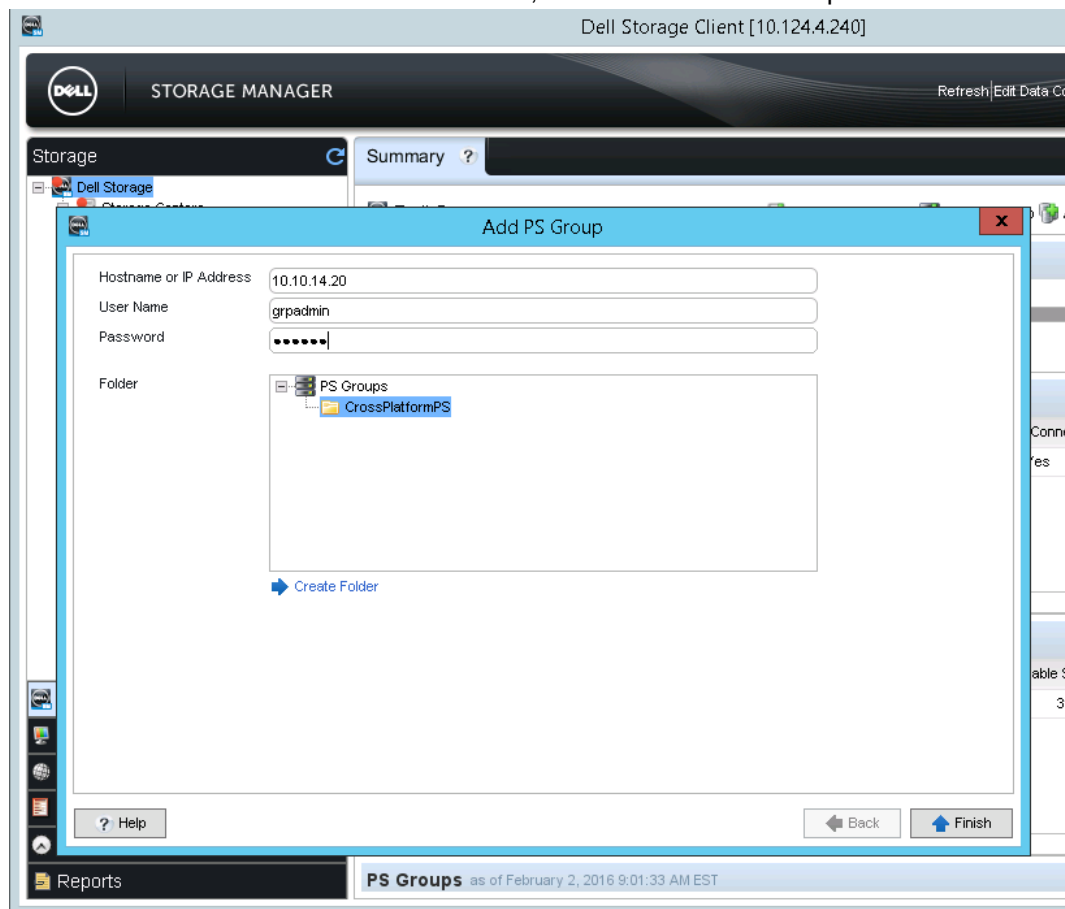 Dell Storage Client [10.124.4.240]
DELL
STORAGE MANAGER
Refresh|Edit Data
Storage
Summary ?
Dell Storage
Add PS Group
x
Hostname or IP Address
10.10.14.20
User Name
grpadmin
Password
••••••
Folder
PS Groups
CrossPlatformPS
Create Folder
? Help
Back
Finish
Reports
PS Groups as of February 2, 2016 9:01:33 AM EST